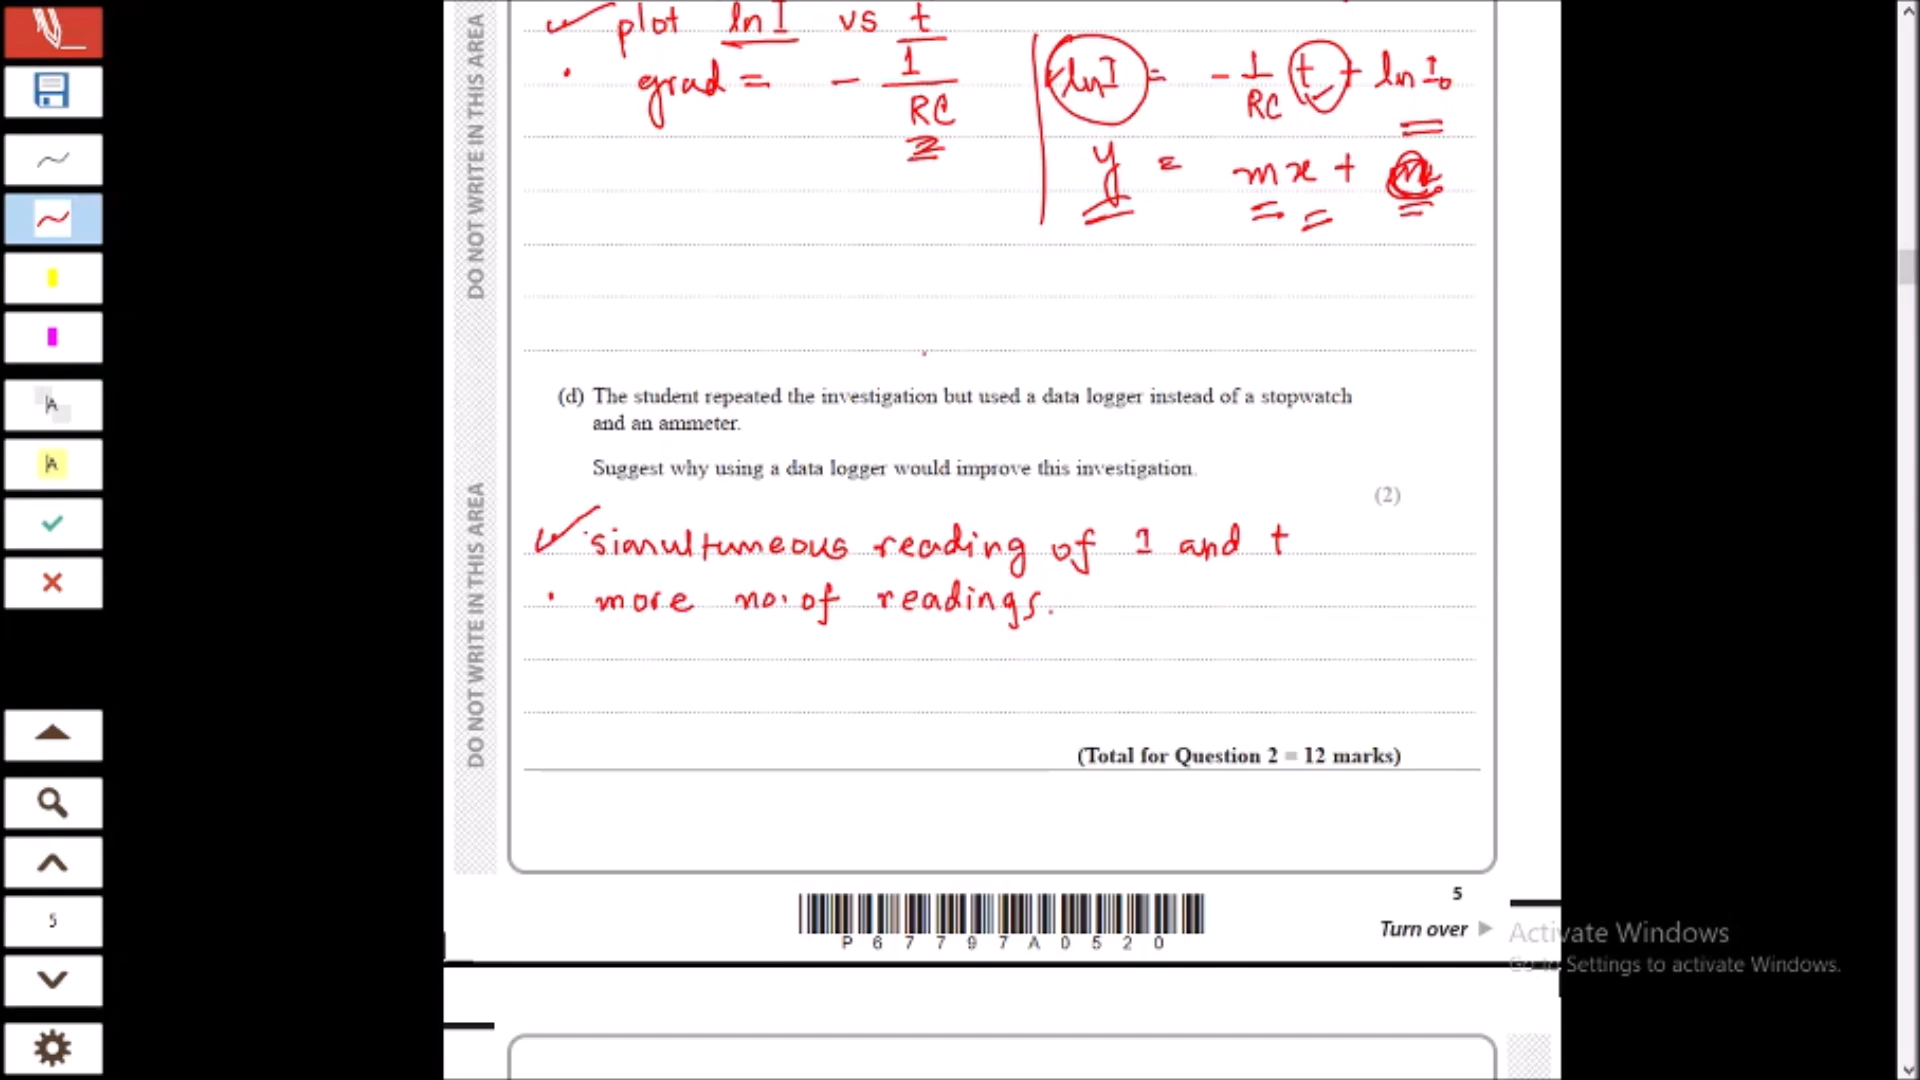 plot ln I vs t
grad = - 1/RC
ln I = - 1/RC t + ln I₀
y = mx +
DO NOT WRITE IN THIS AREA
(d) The student repeated the investigation but used a data logger instead of a stopwatch
and an ammeter.
Suggest why using a data logger would improve this investigation.
(2)
simultuneous reading of I and t
more no. of readings.
DO NOT WRITE IN THIS AREA
(Total for Question 2 = 12 marks)
5
5
Turn over
P 6 7 7 9 7 A 0 5 2 0
Activate Windows
Go to Settings to activate Windows.